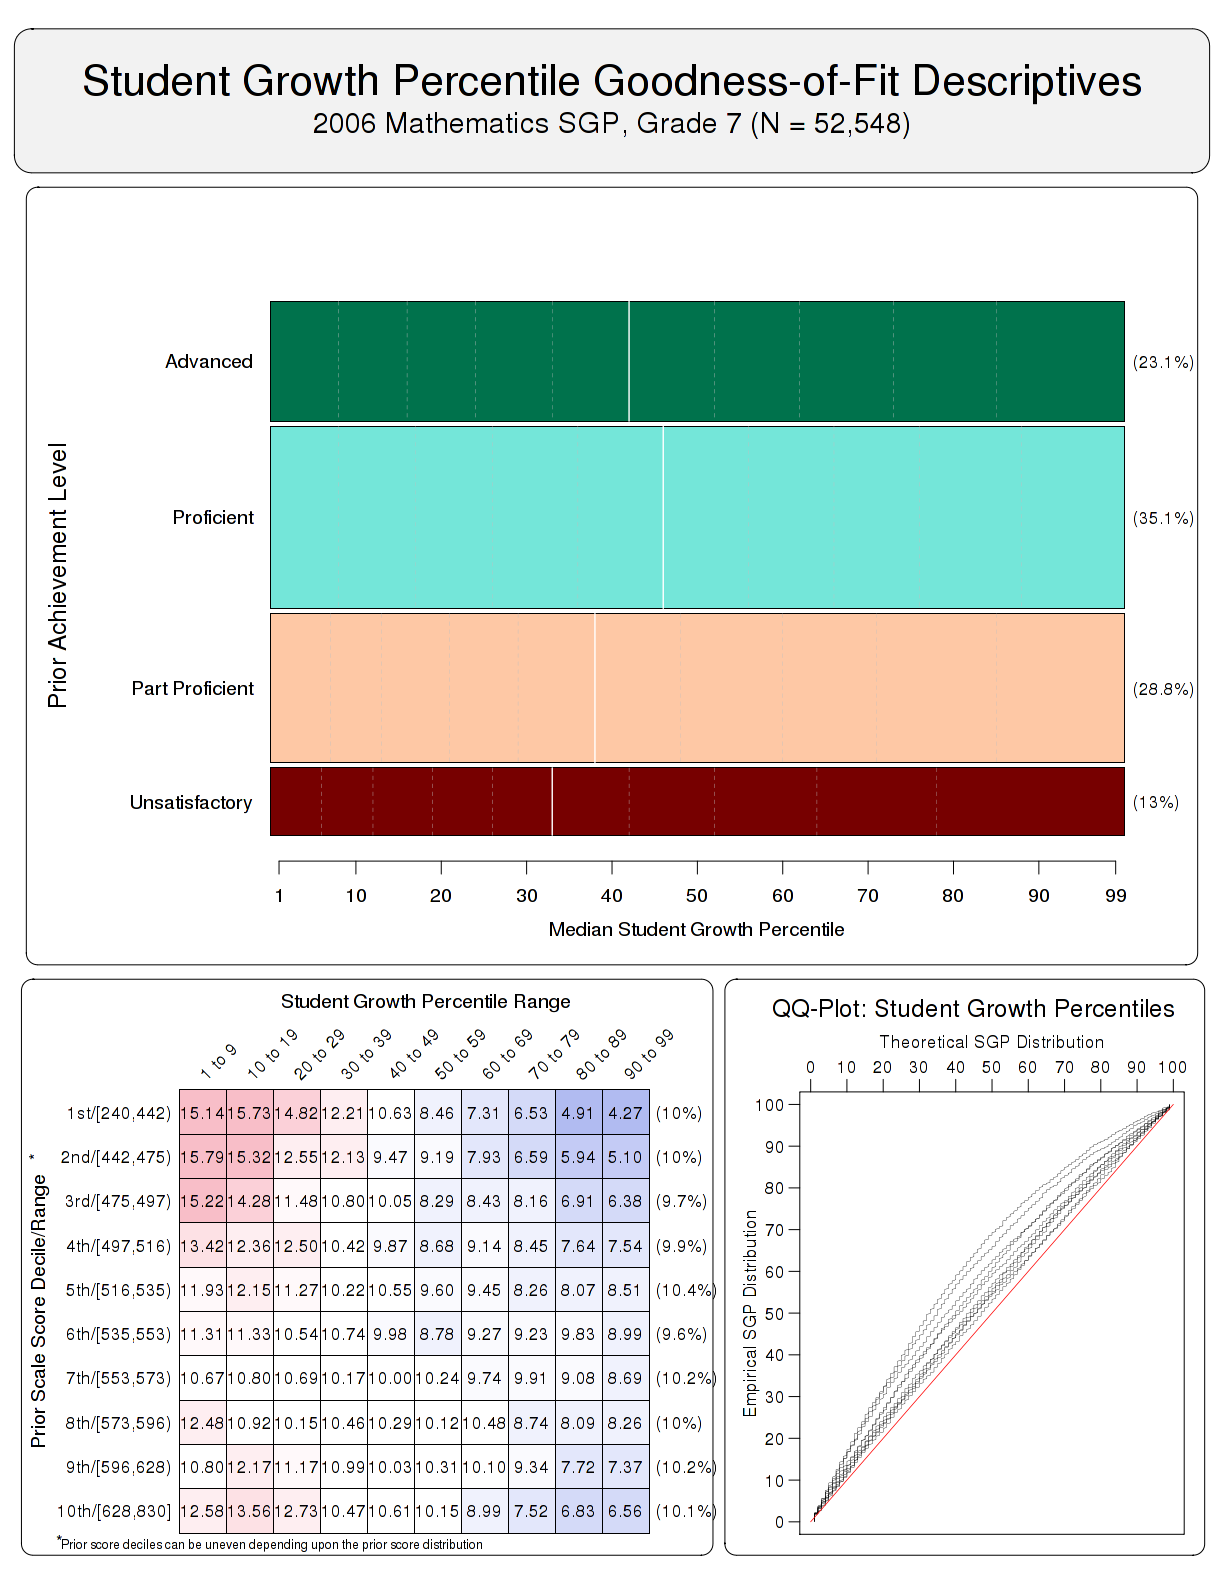 Student Growth Percentile Goodness-of-Fit Descriptives
2006 Mathematics SGP, Grade 7 (N = 52,548)
Prior Achievement Level
Advanced (23.1%)
Proficient (35.1%)
Part Proficient (28.8%)
Unsatisfactory (13%)
1 10 20 30 40 50 60 70 80 90 99
Median Student Growth Percentile
Student Growth Percentile Range
1 to 9 10 to 19 20 to 29 30 to 39 40 to 49 50 to 59 60 to 69 70 to 79 80 to 89 90 to 99
Prior Scale Score Decile/Range *
1st/[240,442) 15.14 15.73 14.82 12.21 10.63 8.46 7.31 6.53 4.91 4.27 (10%)
2nd/[442,475) 15.79 15.32 12.55 12.13 9.47 9.19 7.93 6.59 5.94 5.10 (10%)
3rd/[475,497) 15.22 14.28 11.48 10.80 10.05 8.29 8.43 8.16 6.91 6.38 (9.7%)
4th/[497,516) 13.42 12.36 12.50 10.42 9.87 8.68 9.14 8.45 7.64 7.54 (9.9%)
5th/[516,535) 11.93 12.15 11.27 10.22 10.55 9.60 9.45 8.26 8.07 8.51 (10.4%)
6th/[535,553) 11.31 11.33 10.54 10.74 9.98 8.78 9.27 9.23 9.83 8.99 (9.6%)
7th/[553,573) 10.67 10.80 10.69 10.17 10.00 10.24 9.74 9.91 9.08 8.69 (10.2%)
8th/[573,596) 12.48 10.92 10.15 10.46 10.29 10.12 10.48 8.74 8.09 8.26 (10%)
9th/[596,628) 10.80 12.17 11.17 10.99 10.03 10.31 10.10 9.34 7.72 7.37 (10.2%)
10th/[628,830] 12.58 13.56 12.73 10.47 10.61 10.15 8.99 7.52 6.83 6.56 (10.1%)
*Prior score deciles can be uneven depending upon the prior score distribution
QQ-Plot: Student Growth Percentiles
Theoretical SGP Distribution
0 10 20 30 40 50 60 70 80 90 100
Empirical SGP Distribution
100
90
80
70
60
50
40
30
20
10
0